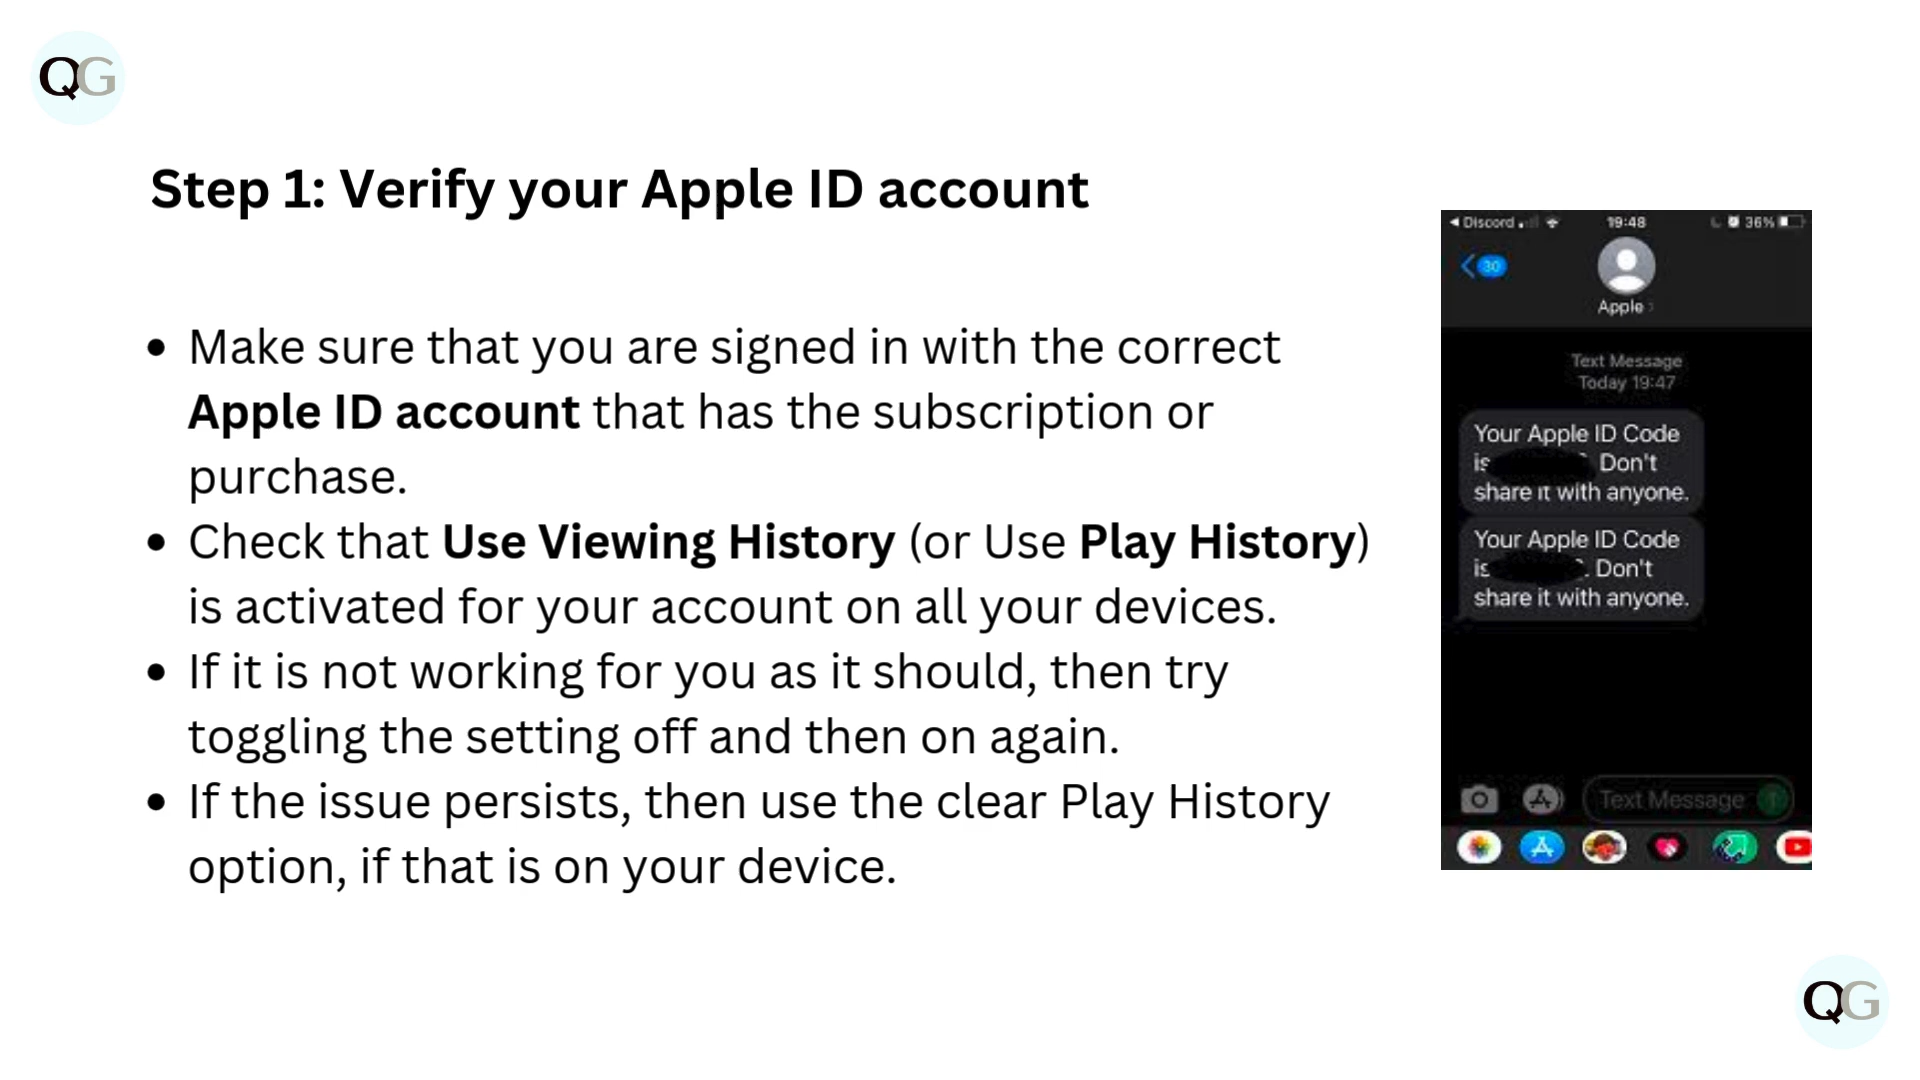 QG
Step 1: Verify your Apple ID account
Make sure that you are signed in with the correct
Apple ID account that has the subscription or
purchase.
Check that Use Viewing History (or Use Play History)
is activated for your account on all your devices.
If it is not working for you as it should, then try
toggling the setting off and then on again.
If the issue persists, then use the clear Play History
option, if that is on your device.
Discord 19:48 36%
30
Apple
Text Message
Today 19:47
Your Apple ID Code
is . Don't
share it with anyone.
Your Apple ID Code
is . Don't
share it with anyone.
Text Message
QG